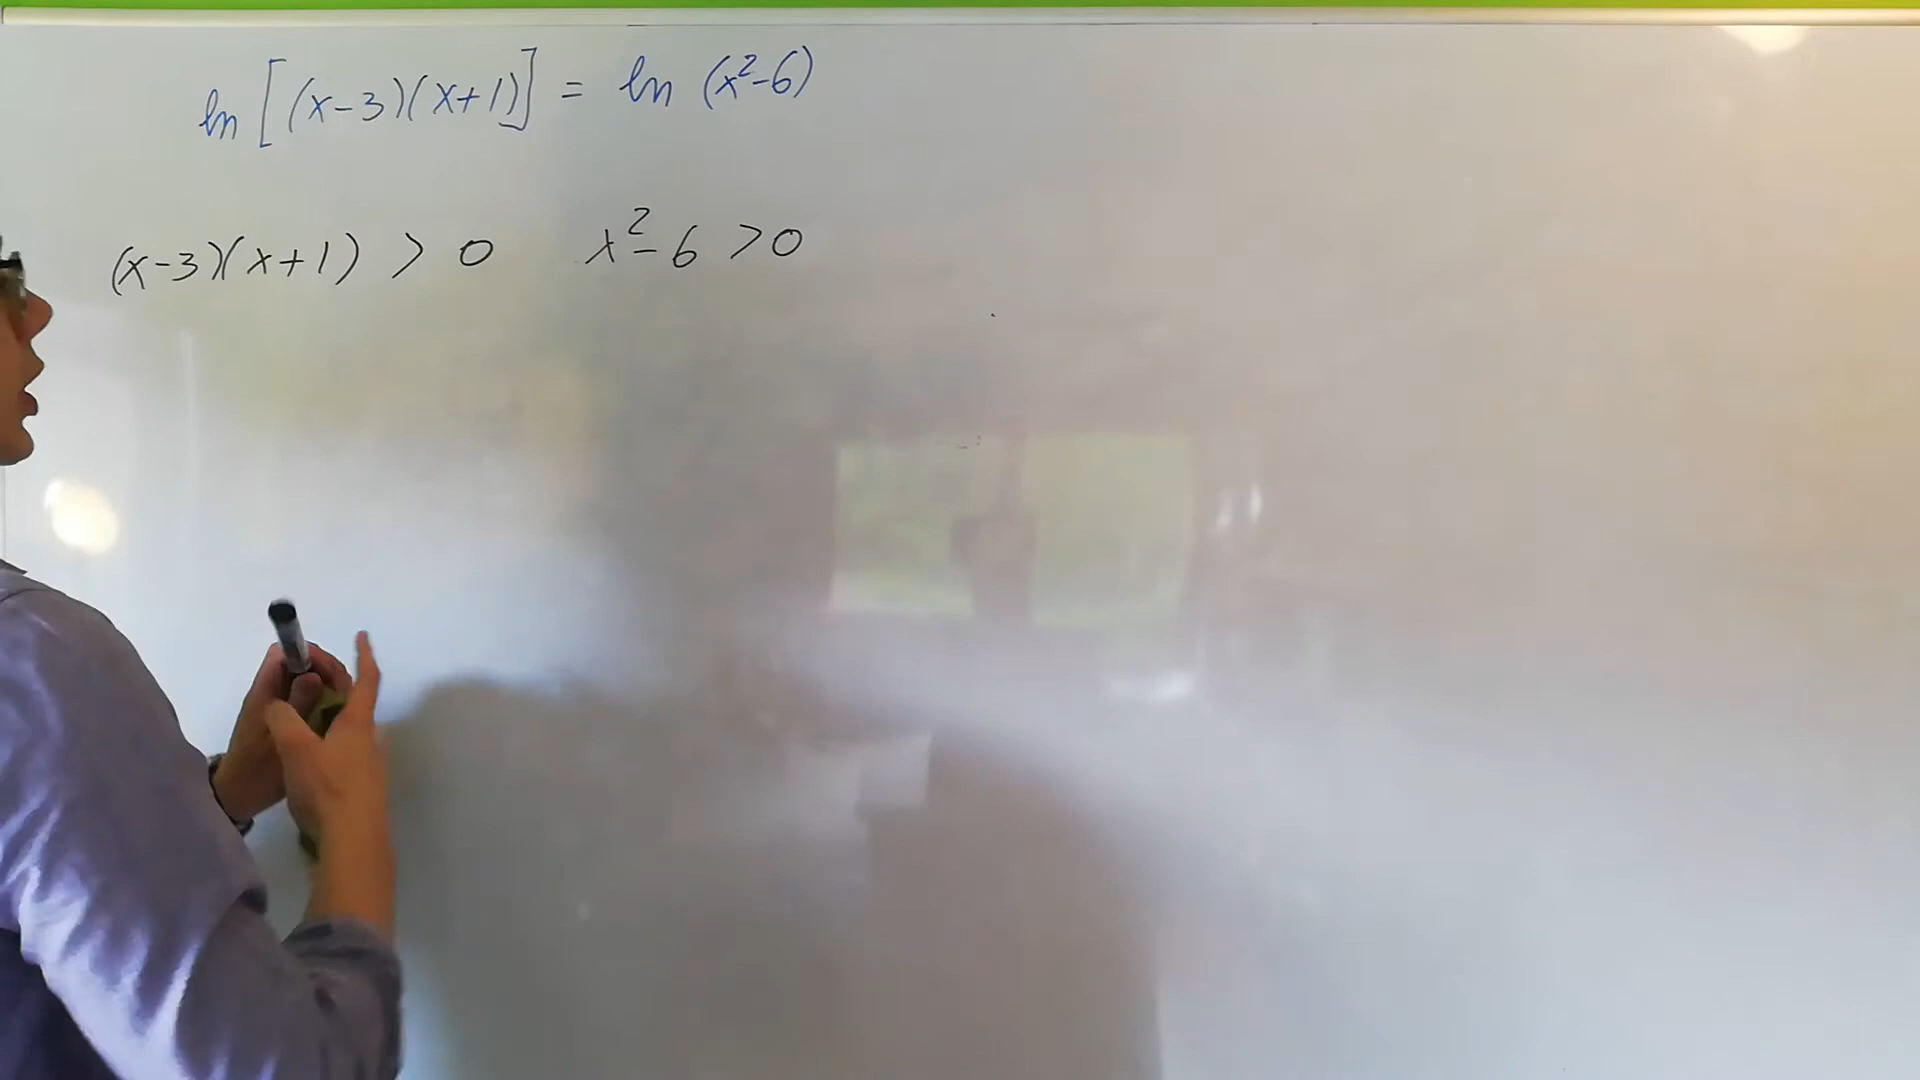 ln [(x-3)(x+1)] = ln (x²-6)
(x-3)(x+1) > 0 x²-6 >0